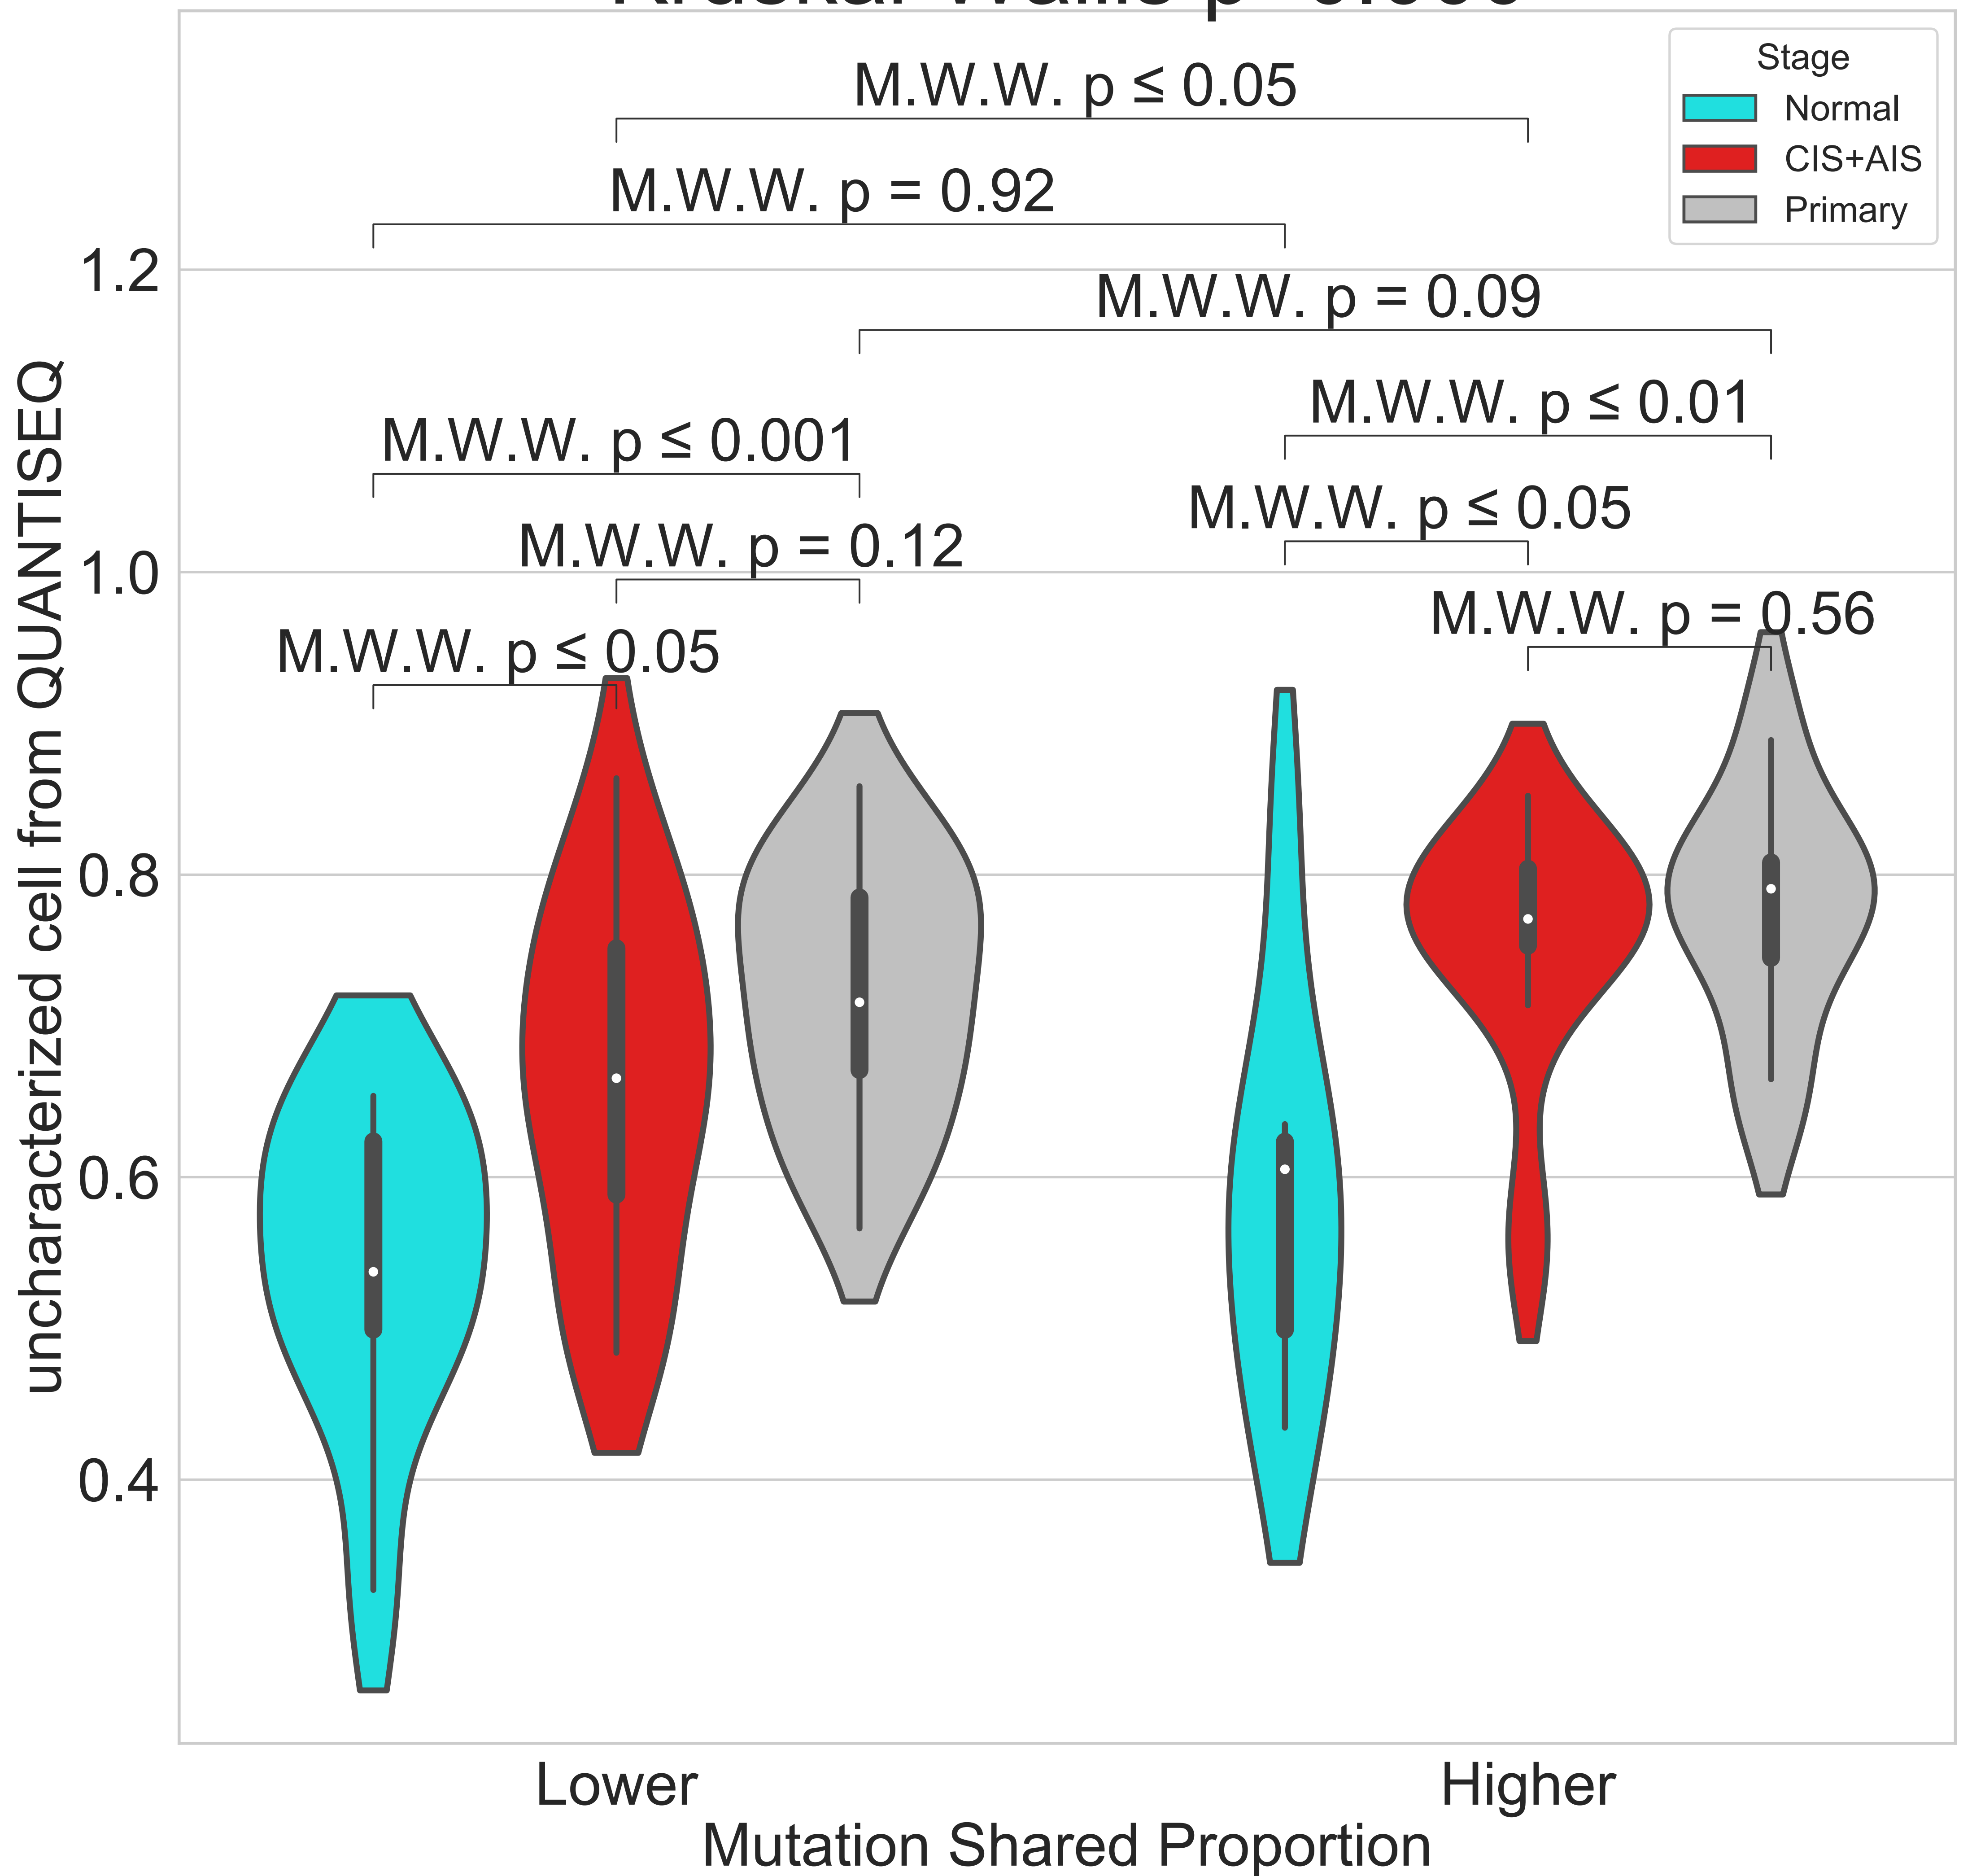 Stage
Normal
CIS+AIS
Primary
M.W.W. p ≤ 0.05
M.W.W. p = 0.92
M.W.W. p = 0.09
M.W.W. p ≤ 0.01
M.W.W. p ≤ 0.001
M.W.W. p ≤ 0.05
M.W.W. p = 0.12
M.W.W. p = 0.56
M.W.W. p ≤ 0.05
1.2
1.0
0.8
0.6
0.4
uncharacterized cell from QUANTISEQ
Lower
Higher
Mutation Shared Proportion